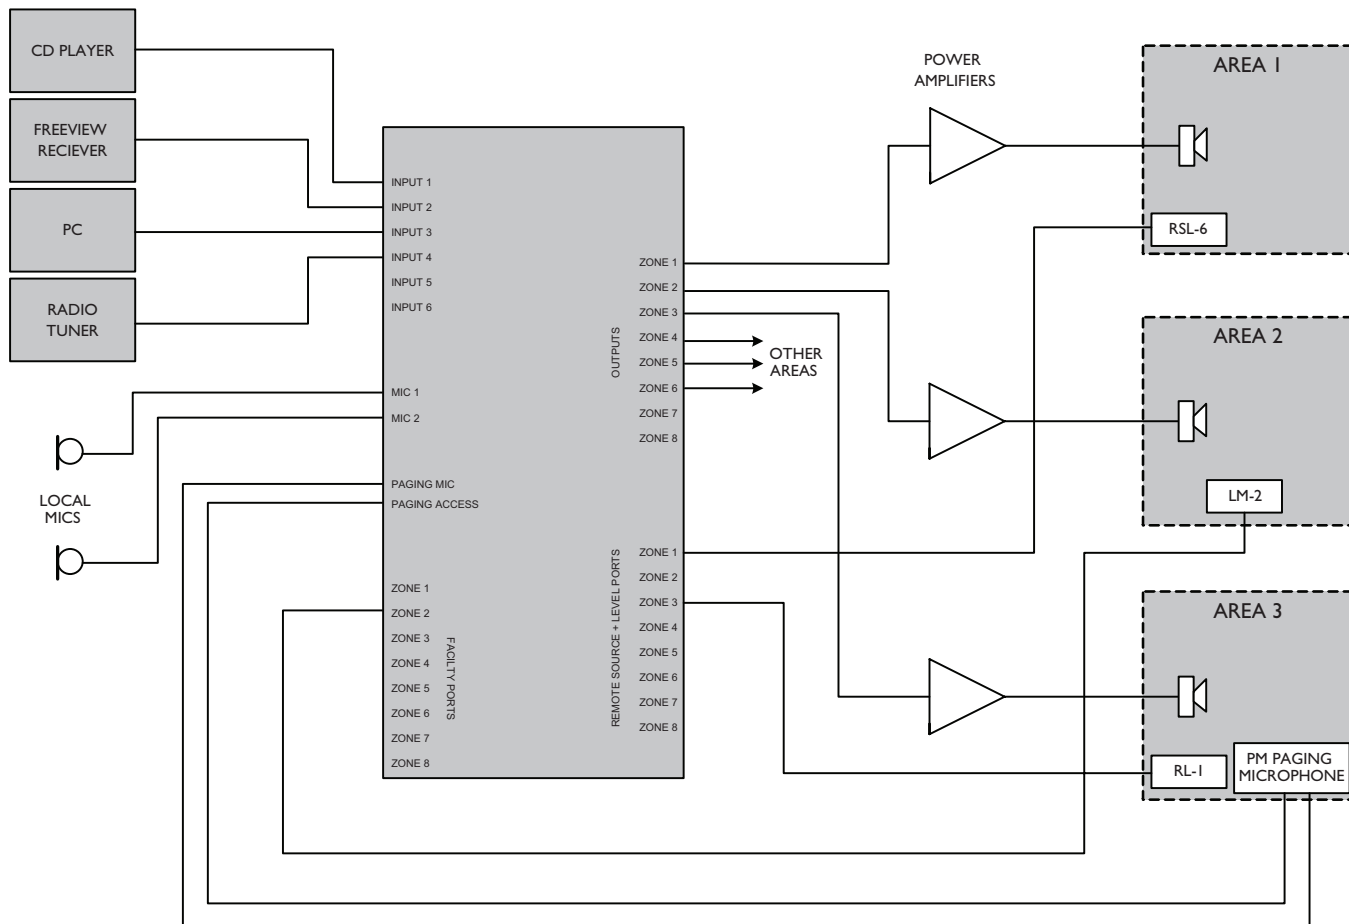 CD PLAYER
FREEVIEW
RECIEVER
PC
RADIO
TUNER
LOCAL
MICS
INPUT 1
INPUT 2
INPUT 3
INPUT 4
INPUT 5
INPUT 6
MIC 1
MIC 2
PAGING MIC
PAGING ACCESS
ZONE 1
ZONE 2
ZONE 3
ZONE 4
ZONE 5
ZONE 6
ZONE 7
ZONE 8
FACILTY PORTS
OUTPUTS
ZONE 1
ZONE 2
ZONE 3
ZONE 4
ZONE 5
ZONE 6
ZONE 7
ZONE 8
REMOTE SOURCE + LEVEL PORTS
ZONE 1
ZONE 2
ZONE 3
ZONE 4
ZONE 5
ZONE 6
ZONE 7
ZONE 8
OTHER
AREAS
POWER
AMPLIFIERS
AREA 1
RSL-6
AREA 2
LM-2
AREA 3
RL-1
PM PAGING
MICROPHONE